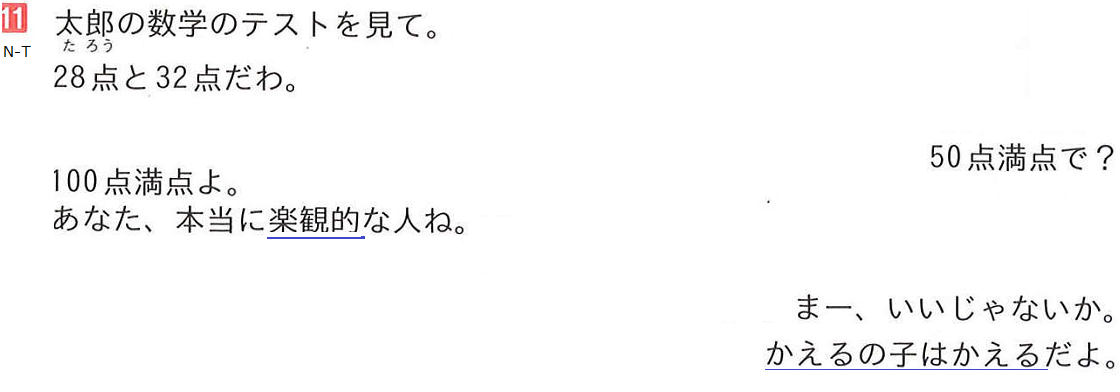 11 太郎の数学のテストを見て。
N-T たろう
28点と32点だわ。
50点満点で？
100点満点よ。
あなた、本当に楽観的な人ね。
まー、いいじゃないか。
かえるの子はかえるだよ。